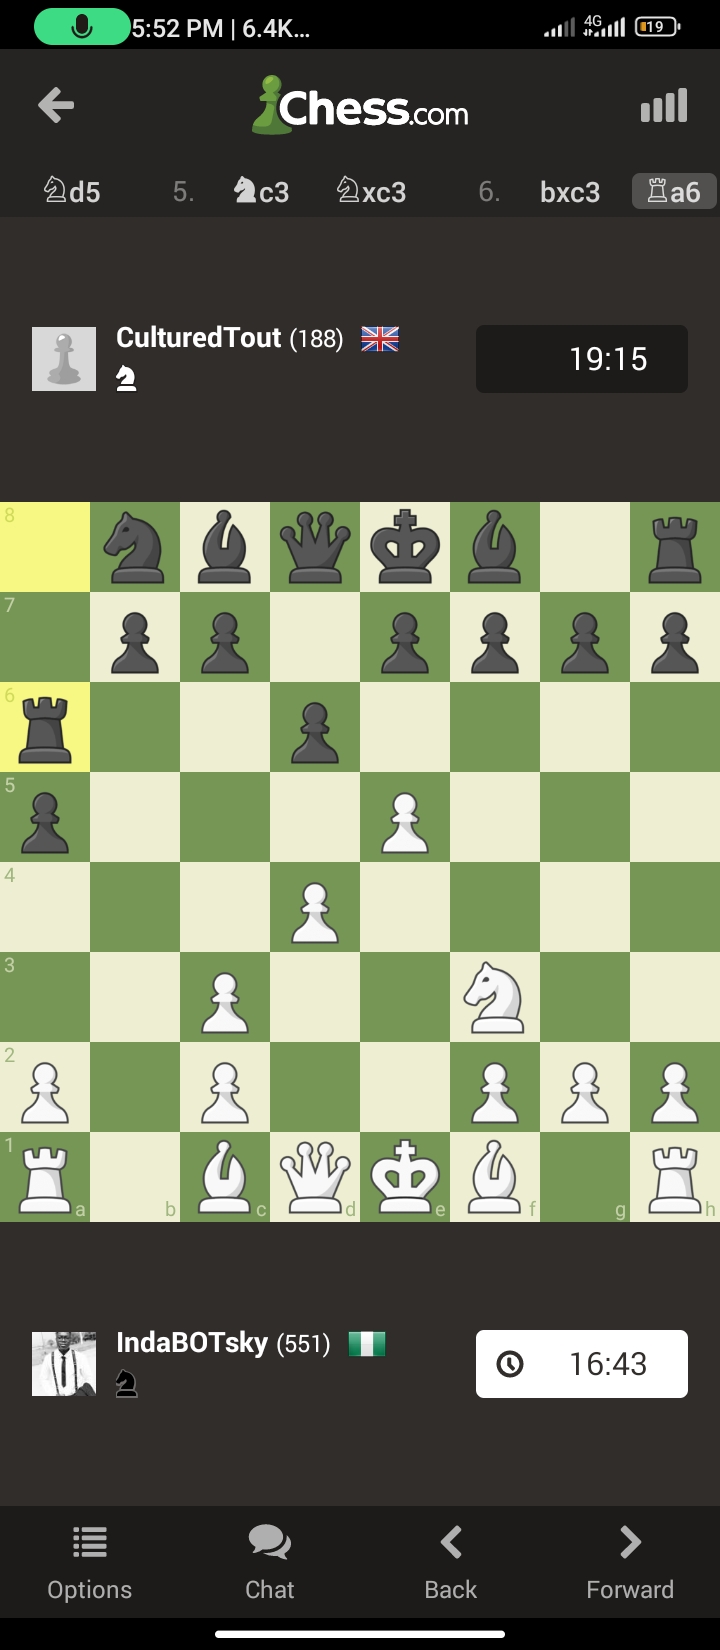 5:52 PM | 6.4K... 4G 19
Chess.com
♘d5 5. ♞c3 ♘xc3 6. bxc3 ♖a6
CulturedTout (188)
19:15
8
7
6
5
4
3
2
1
a b c d e f g h
IndaBOTsky (551)
16:43
Options Chat Back Forward